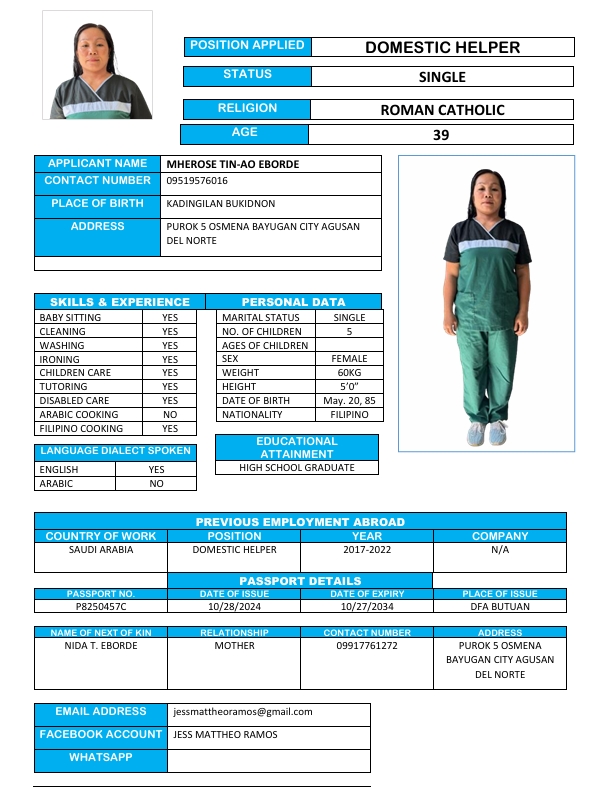 POSITION APPLIED DOMESTIC HELPER
STATUS SINGLE
RELIGION ROMAN CATHOLIC
AGE 39
APPLICANT NAME MHEROSE TIN-AO EBORDE
CONTACT NUMBER 09519576016
PLACE OF BIRTH KADINGILAN BUKIDNON
ADDRESS PUROK 5 OSMENA BAYUGAN CITY AGUSAN
DEL NORTE
SKILLS & EXPERIENCE
BABY SITTING YES
CLEANING YES
WASHING YES
IRONING YES
CHILDREN CARE YES
TUTORING YES
DISABLED CARE YES
ARABIC COOKING NO
FILIPINO COOKING YES
LANGUAGE DIALECT SPOKEN
ENGLISH YES
ARABIC NO
PERSONAL DATA
MARITAL STATUS SINGLE
NO. OF CHILDREN 5
AGES OF CHILDREN
SEX FEMALE
WEIGHT 60KG
HEIGHT 5’0”
DATE OF BIRTH May. 20, 85
NATIONALITY FILIPINO
EDUCATIONAL
ATTAINMENT
HIGH SCHOOL GRADUATE
PREVIOUS EMPLOYMENT ABROAD
COUNTRY OF WORK POSITION YEAR COMPANY
SAUDI ARABIA DOMESTIC HELPER 2017-2022 N/A
PASSPORT DETAILS
PASSPORT NO. DATE OF ISSUE DATE OF EXPIRY PLACE OF ISSUE
P8250457C 10/28/2024 10/27/2034 DFA BUTUAN
NAME OF NEXT OF KIN RELATIONSHIP CONTACT NUMBER ADDRESS
NIDA T. EBORDE MOTHER 09917761272 PUROK 5 OSMENA
BAYUGAN CITY AGUSAN
DEL NORTE
EMAIL ADDRESS jessmattheoramos@gmail.com
FACEBOOK ACCOUNT JESS MATTHEO RAMOS
WHATSAPP